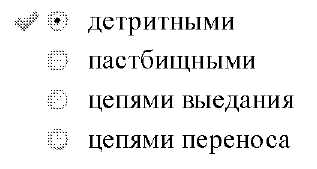 детритными
пастбищными
цепями выедания
цепями переноса